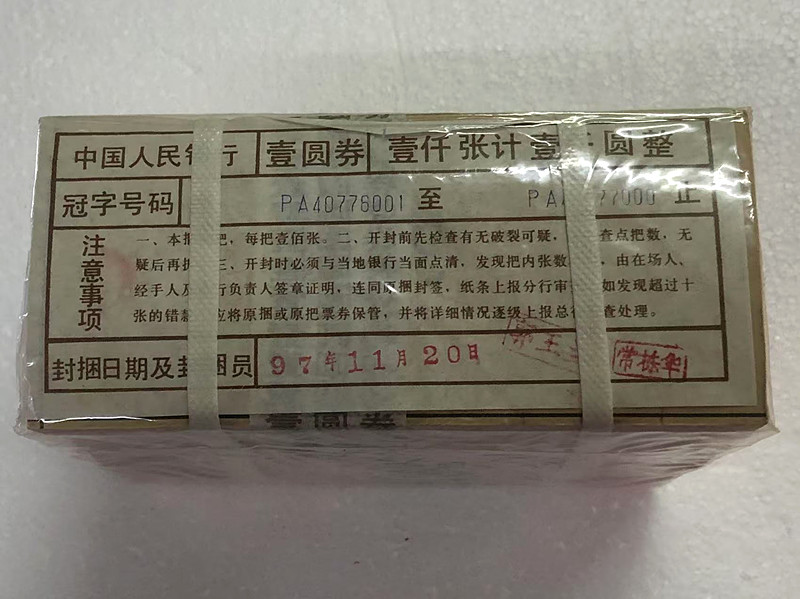 中国人民 行 壹圆券 壹仟张计壹 圆整
冠字号码 PA40776001 至 PA 77000 止
注意事项
一、本 把，每把壹佰张。二、开封前先检查有无破裂可疑， 查点把数，无
疑后再 三、开封时必须与当地银行当面点清，发现把内张数 ，由在场人、
经手人及 行负责人签章证明，连同原捆封签，纸条上报分行审 如发现超过十
张的错 应将原捆或原把票券保管，并将详细情况逐级上报总 查处理。
封捆日期及封 员 97年11月20日
壹圆券